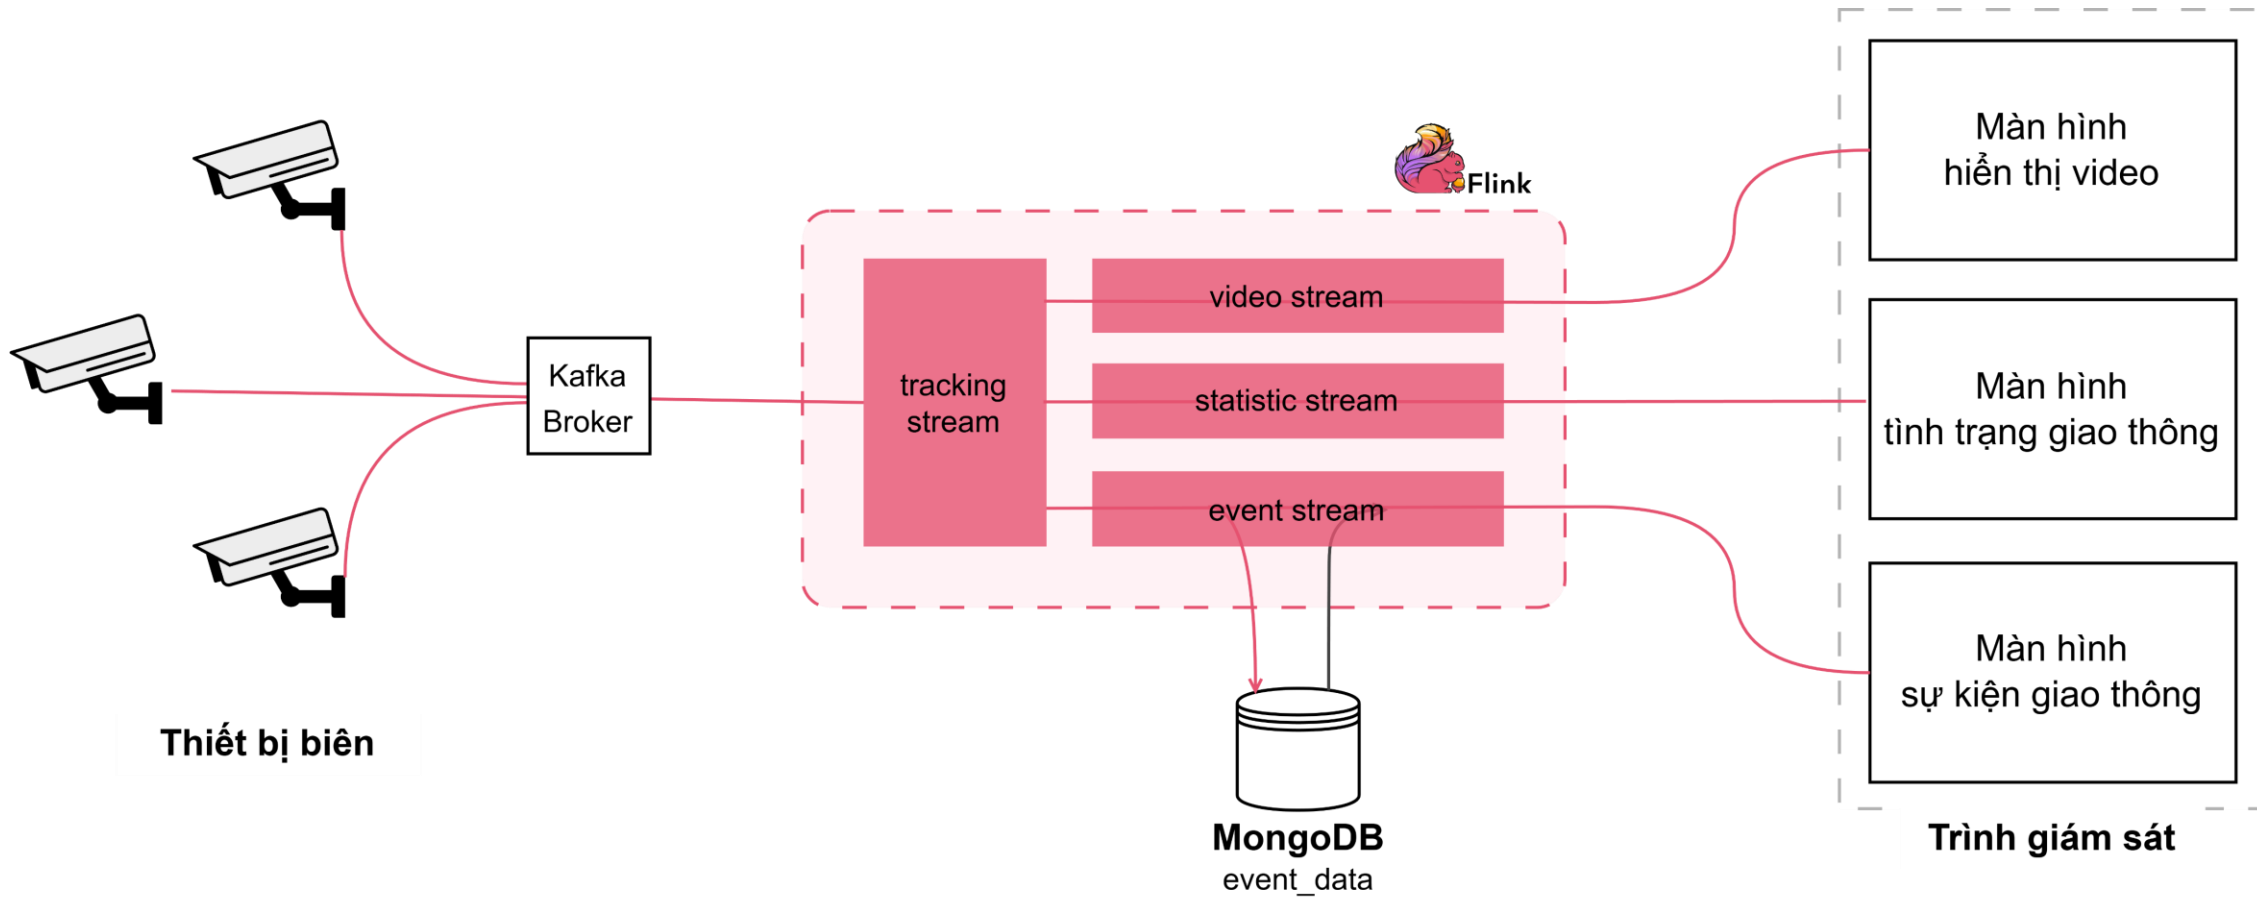 Flink
Màn hình
hiển thị video
video stream
Kafka
Broker
tracking
stream
statistic stream
Màn hình
tình trạng giao thông
event stream
Màn hình
sự kiện giao thông
Thiết bị biên
MongoDB
event_data
Trình giám sát